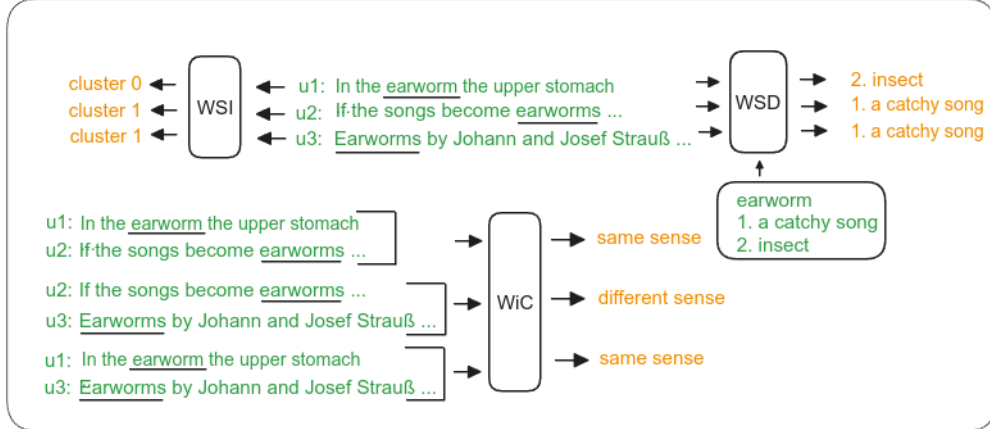 cluster 0
cluster 1
cluster 1
WSI
u1: In the earworm the upper stomach
u2: If the songs become earworms ...
u3: Earworms by Johann and Josef Strauß ...
WSD
2. insect
1. a catchy song
1. a catchy song
earworm
1. a catchy song
2. insect
u1: In the earworm the upper stomach
u2: If the songs become earworms ...
u2: If the songs become earworms ...
u3: Earworms by Johann and Josef Strauß ...
u1: In the earworm the upper stomach
u3: Earworms by Johann and Josef Strauß ...
WiC
same sense
different sense
same sense